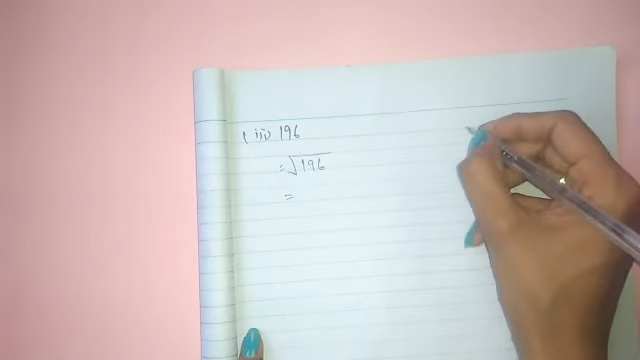 (iii) 196
= √196
=